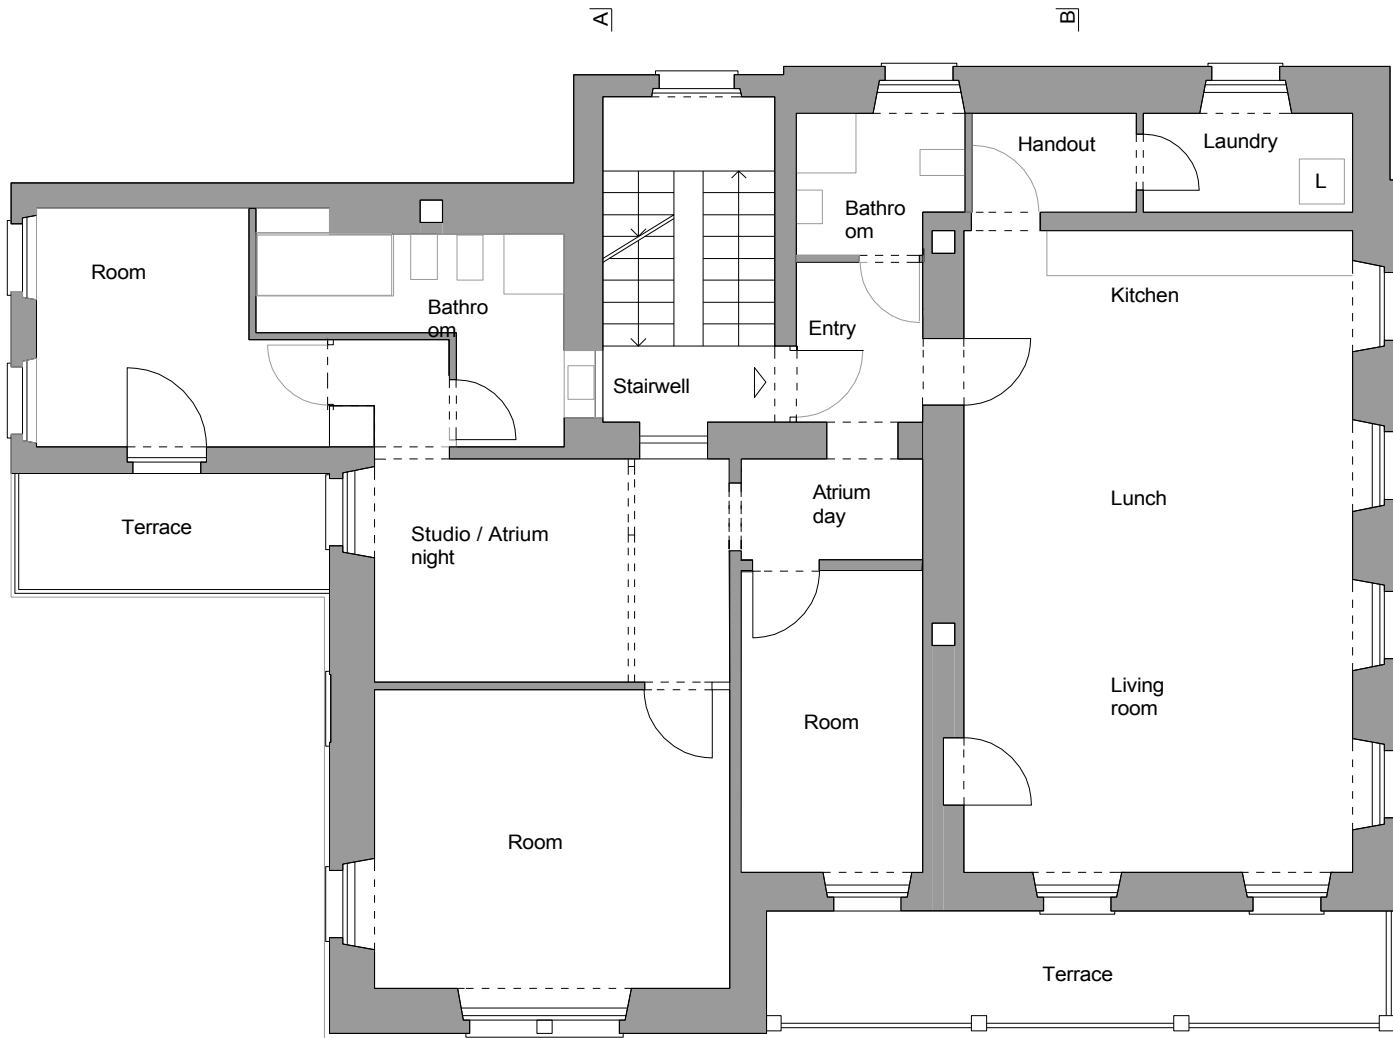 A
B
Handout
Laundry
L
Bathro
om
Room
Bathro
om
Kitchen
Entry
Stairwell
Atrium
day
Lunch
Terrace
Studio / Atrium
night
Living
room
Room
Room
Terrace